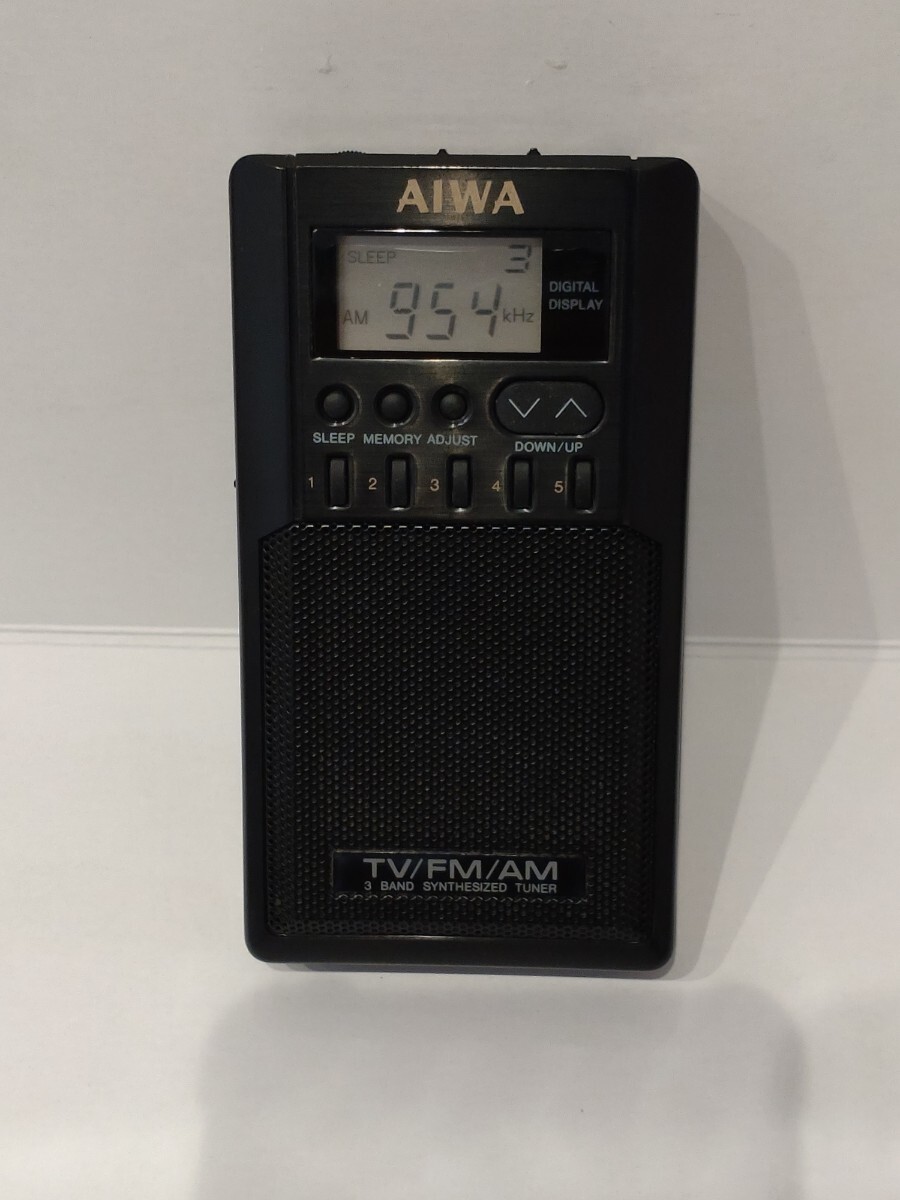 AIWA
SLEEP 3
AM 954 kHz
DIGITAL
DISPLAY
SLEEP MEMORY ADJUST
DOWN/UP
1 2 3 4 5
TV/FM/AM
3 BAND SYNTHESIZED TUNER